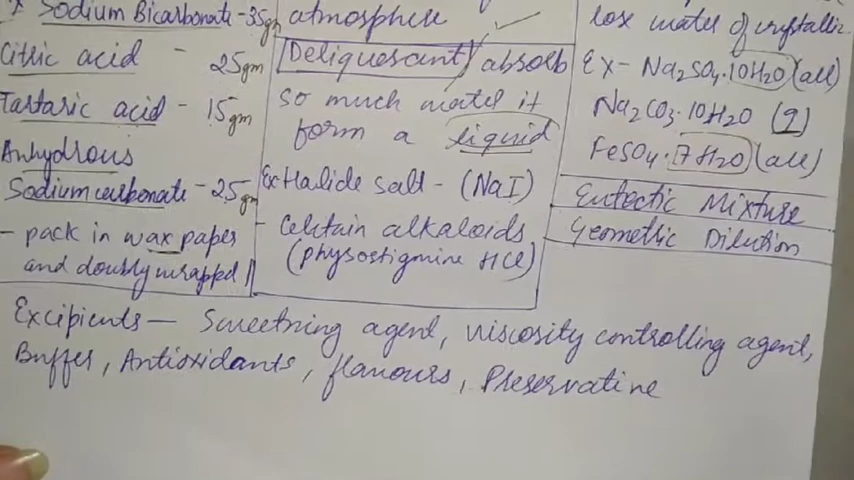 Sodium Bicarbonate - 35gm
Citric acid - 25gm
Tartaric acid - 15gm
Anhydrous
Sodium carbonate - 25gm
- pack in wax paper
and doubly wrapped
atmosphere
Deliquesant absorb
so much water it
form a liquid
Ex Halide salt - (NaI)
- Certain alkaloids
(physostigmine HCl)
lose water of crystalliz
Ex - Na2SO4.10H2O (all)
Na2CO3.10H2O (9)
FeSO4.7H2O (all)
Eutectic Mixture
Geometric Dilution
Excipients - Sweetning agent, viscosity controlling agent,
Buffer, Antioxidants, flavours, Preservative